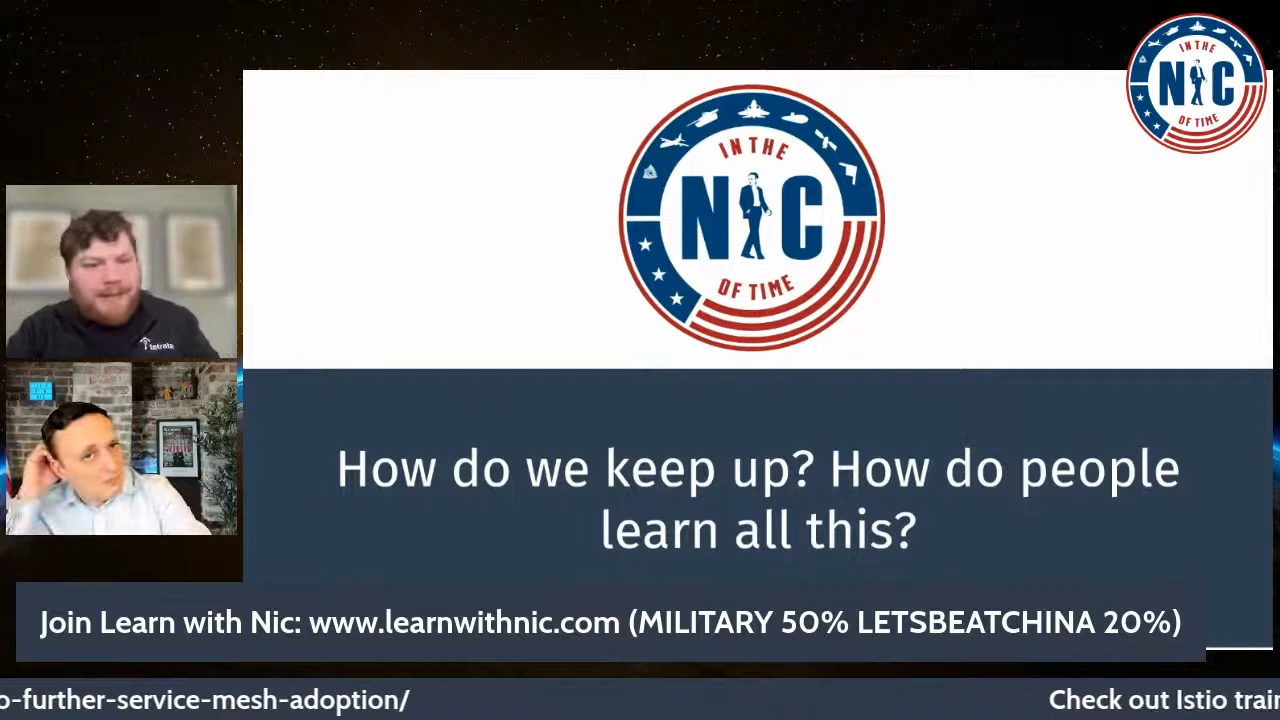 IN THE
NIC
OF TIME
IN THE
NIC
OF TIME
tetrate
How do we keep up? How do people
learn all this?
Join Learn with Nic: www.learnwithnic.com (MILITARY 50% LETSBEATCHINA 20%)
o-further-service-mesh-adoption/
Check out Istio train